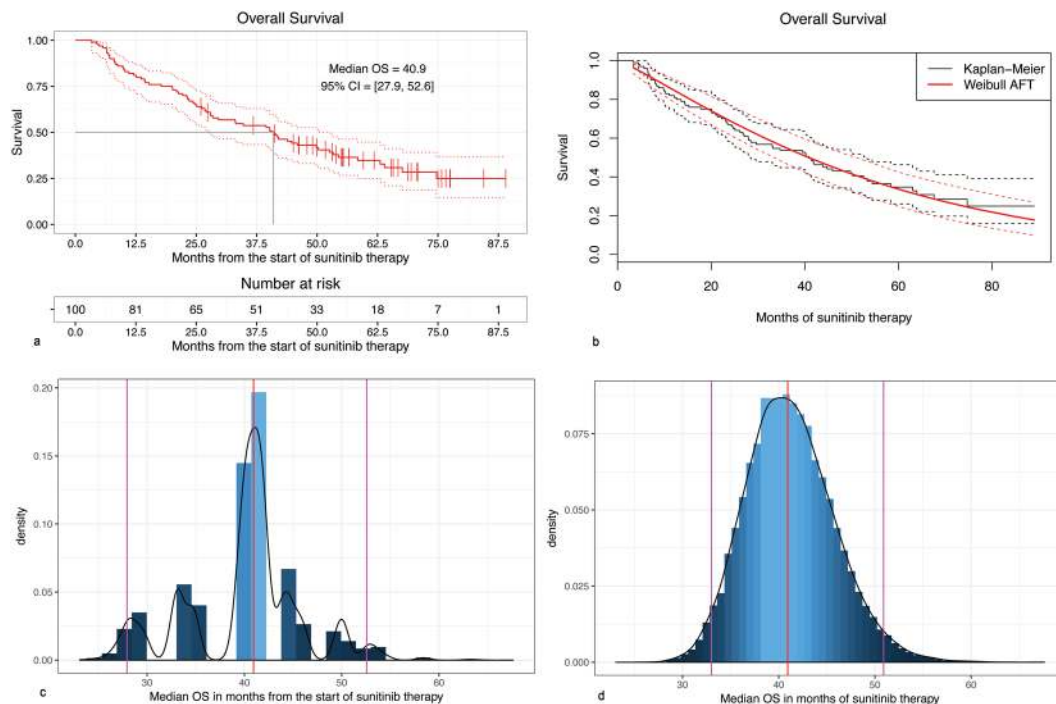 Overall Survival
1.00
0.75
0.50
0.25
0.00
Survival
Median OS = 40.9
95% CI = [27.9, 52.6]
0.0 12.5 25.0 37.5 50.0 62.5 75.0 87.5
Months from the start of sunitinib therapy
Number at risk
100 81 65 51 33 18 7 1
0.0 12.5 25.0 37.5 50.0 62.5 75.0 87.5
Months from the start of sunitinib therapy
a
Overall Survival
Kaplan−Meier
Weibull AFT
1.0
0.8
0.6
0.4
0.2
0.0
Survival
0 20 40 60 80
Months of sunitinib therapy
b
0.20
0.15
0.10
0.05
0.00
density
30 40 50 60
Median OS in months from the start of sunitinib therapy
c
0.075
0.050
0.025
0.000
density
30 40 50 60
Median OS in months of sunitinib therapy
d